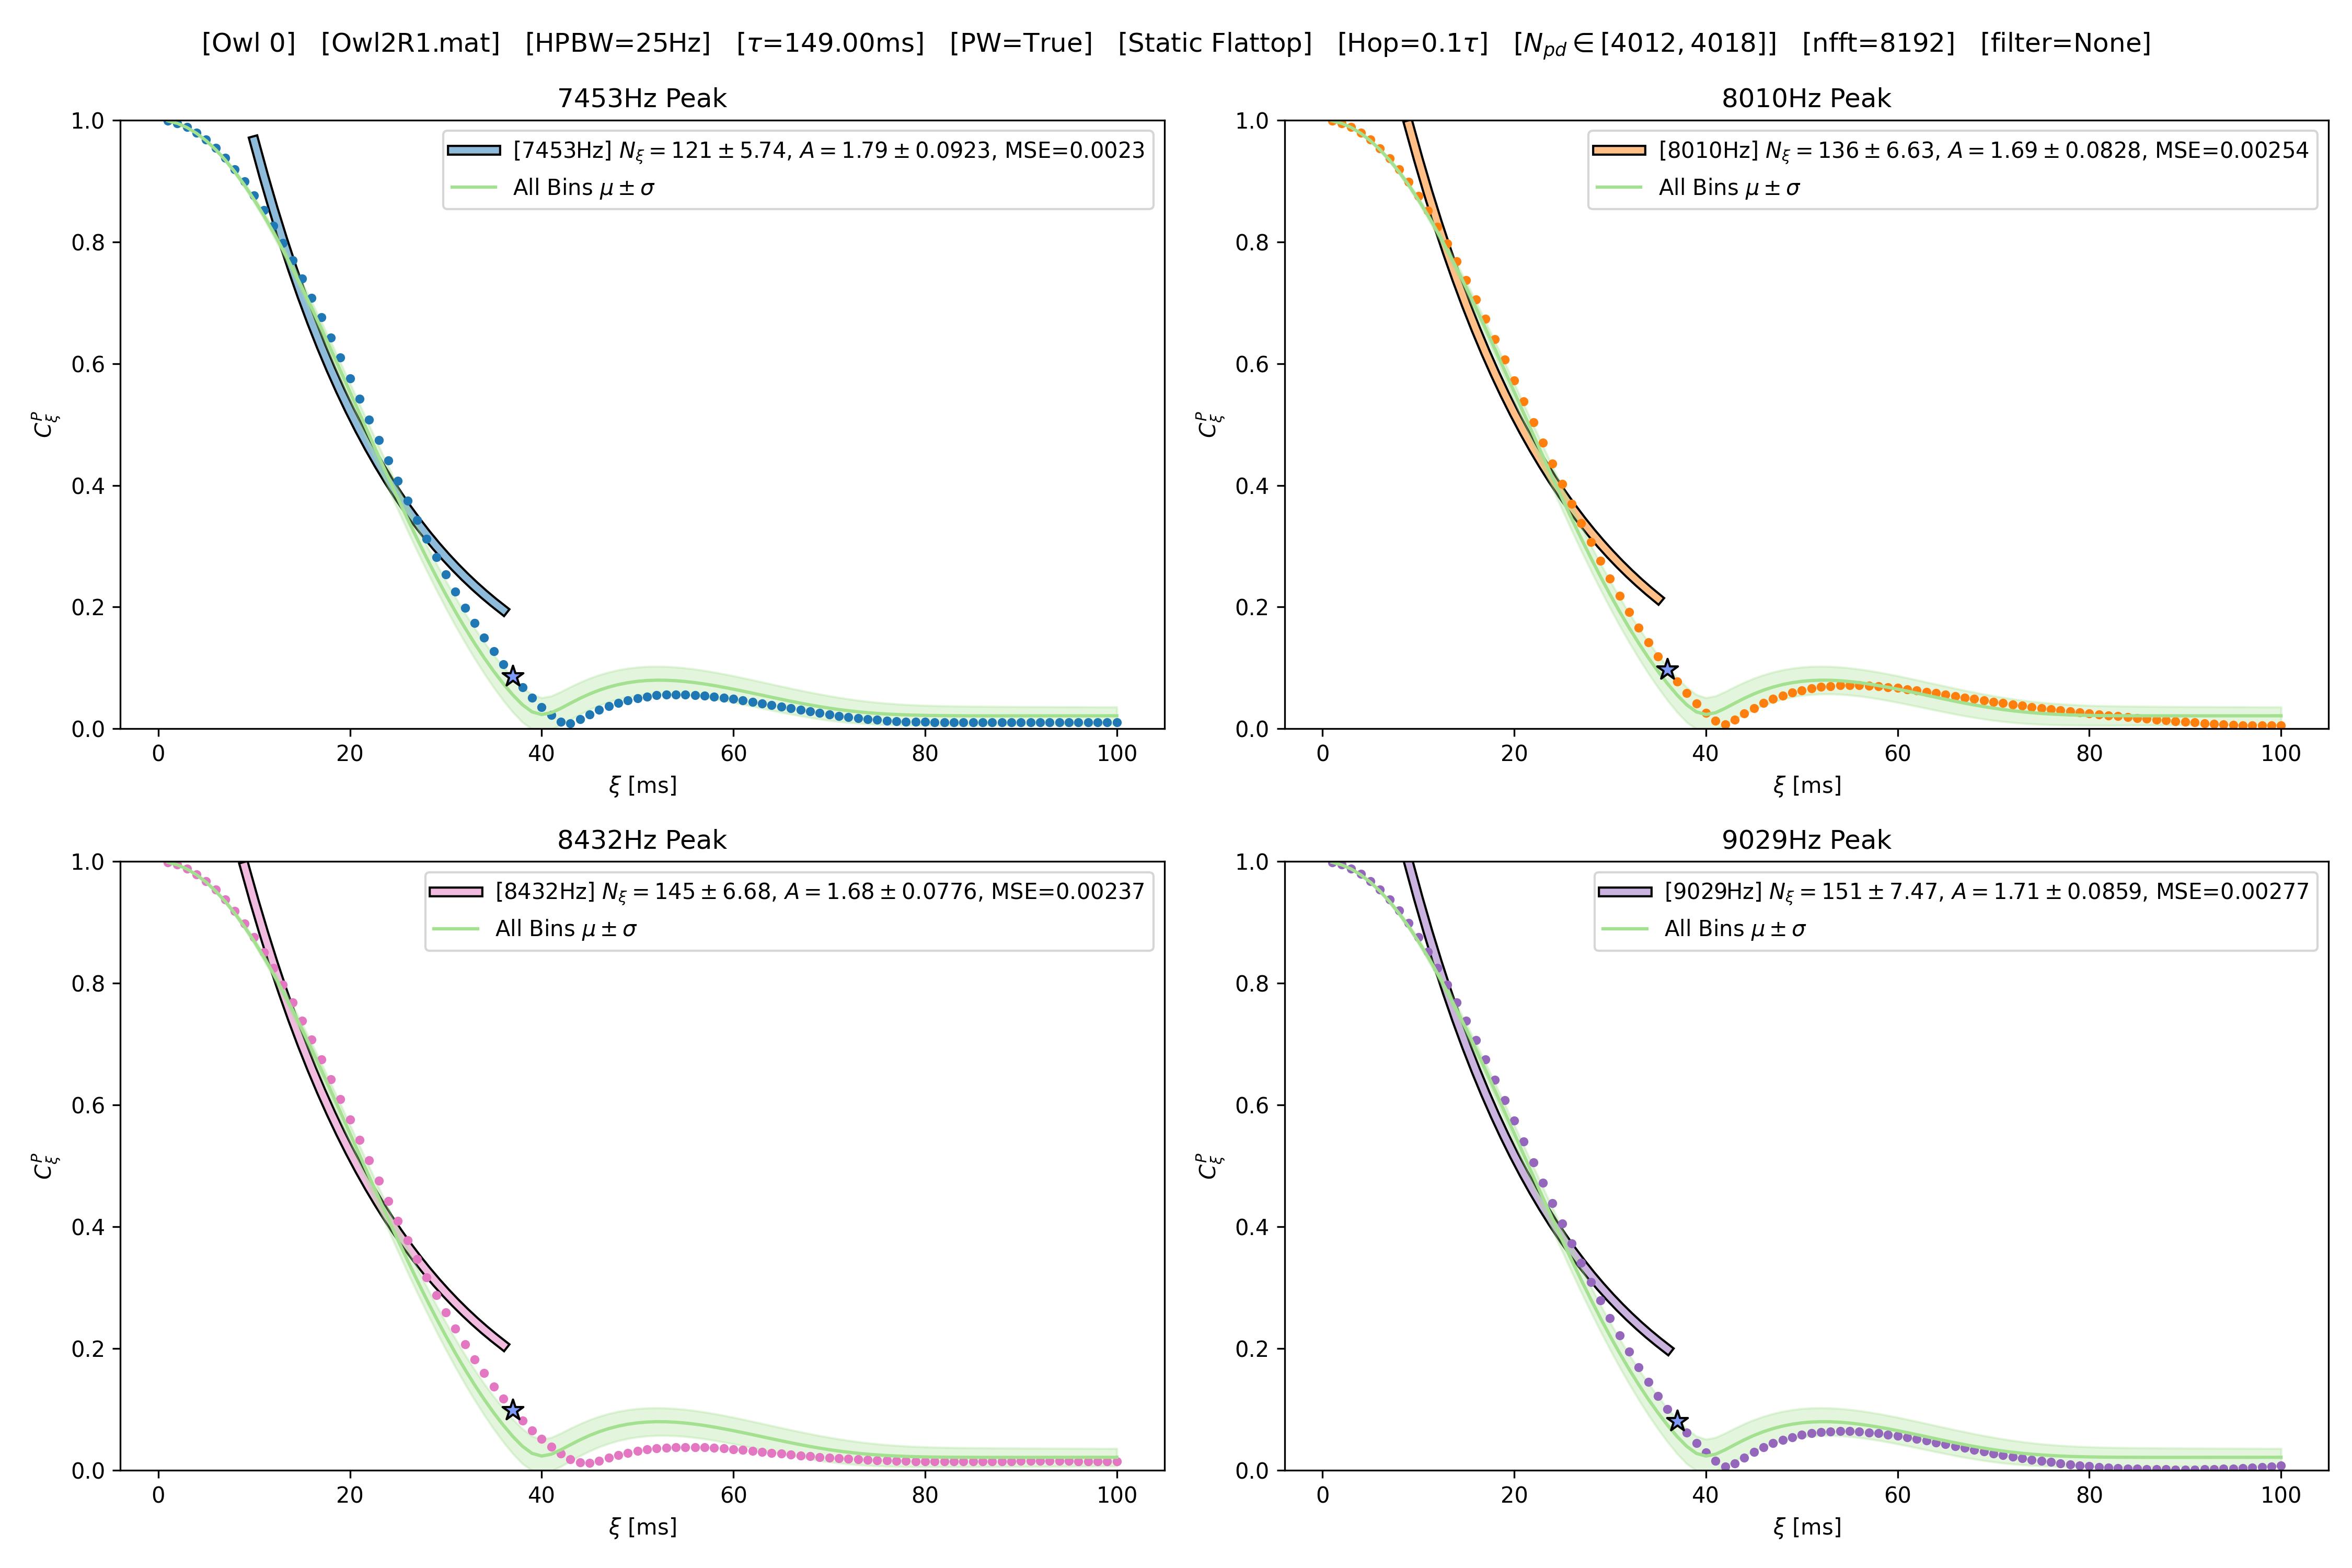 [Owl 0] [Owl2R1.mat] [HPBW=25Hz] [τ=149.00ms] [PW=True] [Static Flattop] [Hop=0.1τ] [N_pd ∈ [4012, 4018]] [nfft=8192] [filter=None]
7453Hz Peak
[7453Hz] N_ξ = 121 ± 5.74, A = 1.79 ± 0.0923, MSE=0.0023
All Bins μ ± σ
1.0
0.8
0.6
0.4
0.2
0.0
C_ξ^P
0 20 40 60 80 100
ξ [ms]
8010Hz Peak
[8010Hz] N_ξ = 136 ± 6.63, A = 1.69 ± 0.0828, MSE=0.00254
All Bins μ ± σ
1.0
0.8
0.6
0.4
0.2
0.0
C_ξ^P
0 20 40 60 80 100
ξ [ms]
8432Hz Peak
[8432Hz] N_ξ = 145 ± 6.68, A = 1.68 ± 0.0776, MSE=0.00237
All Bins μ ± σ
1.0
0.8
0.6
0.4
0.2
0.0
C_ξ^P
0 20 40 60 80 100
ξ [ms]
9029Hz Peak
[9029Hz] N_ξ = 151 ± 7.47, A = 1.71 ± 0.0859, MSE=0.00277
All Bins μ ± σ
1.0
0.8
0.6
0.4
0.2
0.0
C_ξ^P
0 20 40 60 80 100
ξ [ms]